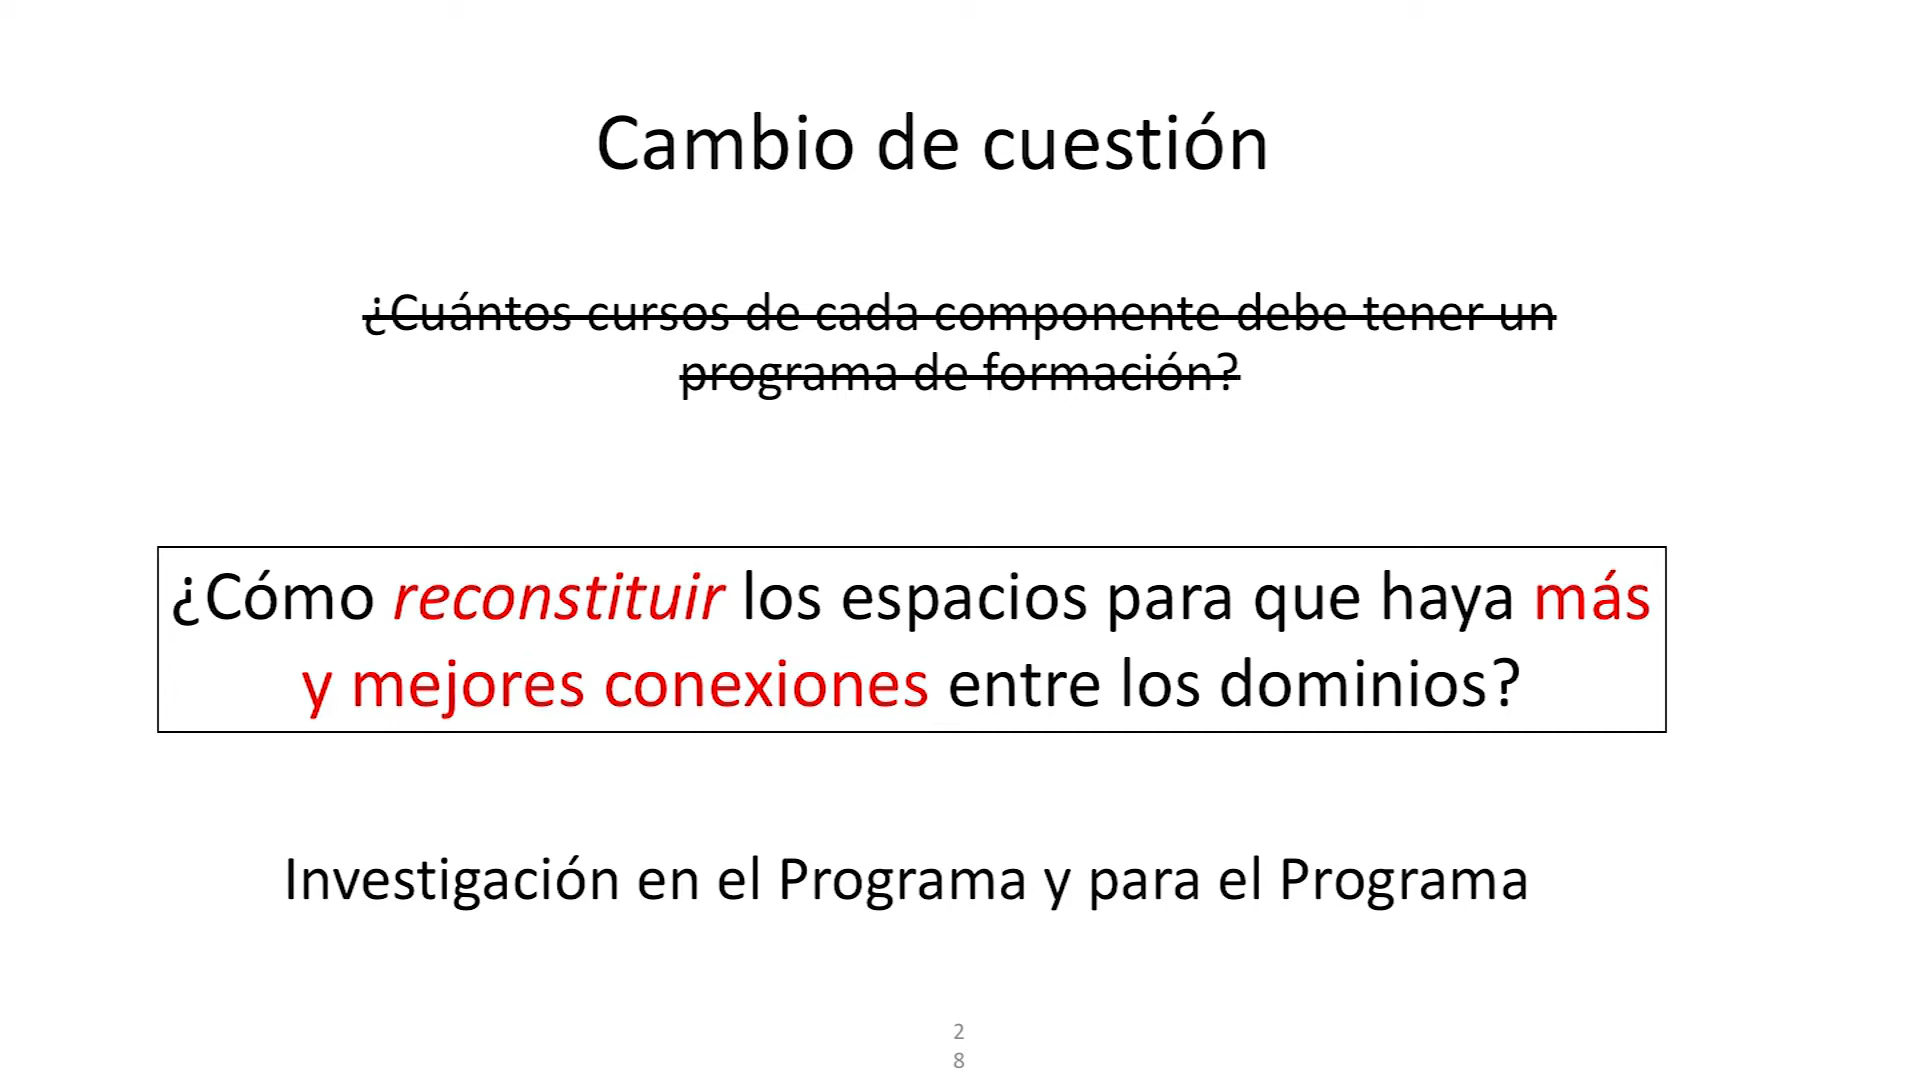 Cambio de cuestión
¿Cuántos cursos de cada componente debe tener un
programa de formación?
¿Cómo reconstituir los espacios para que haya más
y mejores conexiones entre los dominios?
Investigación en el Programa y para el Programa
2
8